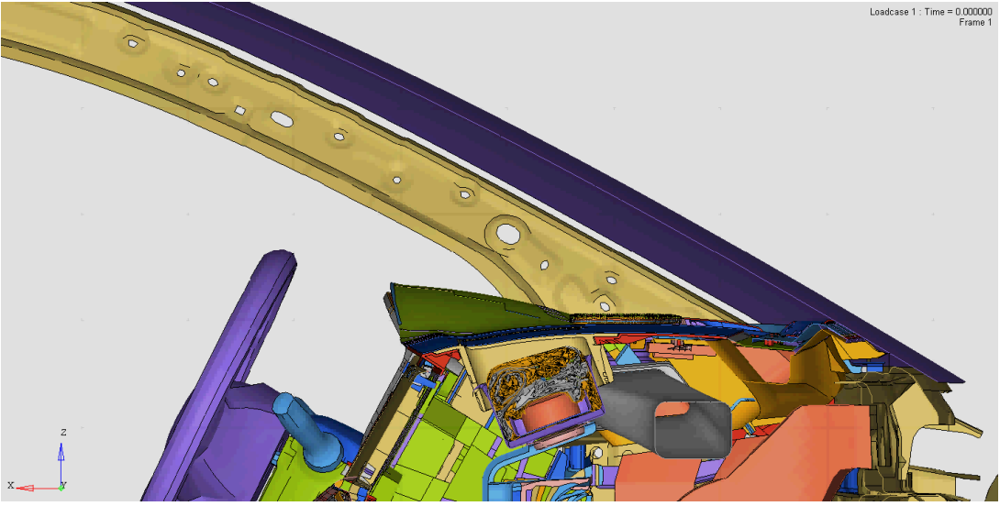 Loadcase 1 : Time = 0.000000
Frame 1
Z
X
Y